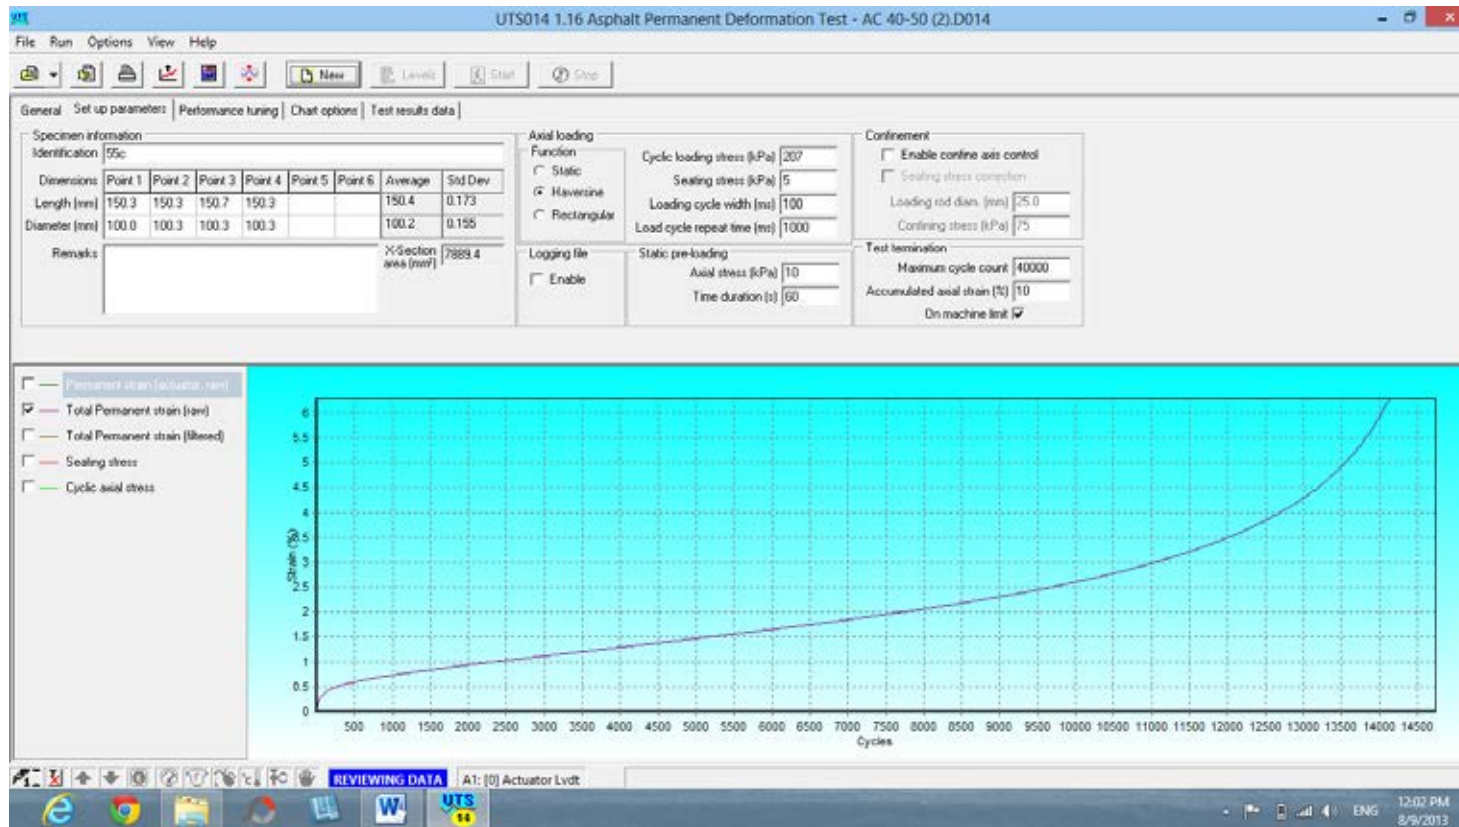 UTS014 1.16 Asphalt Permanent Deformation Test - AC 40-50 (2).D014
File Run Options View Help
New Levels Start Stop
General Set up parameters Performance tuning Chart options Test results data
Specimen information
Identification 55c
Dimensions Point 1 Point 2 Point 3 Point 4 Point 5 Point 6 Average Std Dev
Length (mm) 150.3 150.3 150.7 150.3 150.4 0.173
Diameter (mm) 100.0 100.3 100.3 100.3 100.2 0.155
Remarks
X-Section area (mm²) 7889.4
Axial loading
Function
Static
Haversine
Rectangular
Cyclic loading stress (kPa) 207
Seating stress (kPa) 5
Loading cycle width (ms) 100
Load cycle repeat time (ms) 1000
Logging file
Enable
Static pre-loading
Axial stress (kPa) 10
Time duration (s) 60
Confinement
Enable confine axis control
Seating stress correction
Loading rod diam. (mm) 25.0
Confining stress (kPa) 75
Test termination
Maximum cycle count 40000
Accumulated axial strain (%) 10
On machine limit
Permanent strain (actuator, raw)
Total Permanent strain (raw)
Total Permanent strain (filtered)
Seating stress
Cyclic axial stress
6
5.5
5
4.5
4
3.5
3
2.5
2
1.5
1
0.5
0
Strain (%)
500 1000 1500 2000 2500 3000 3500 4000 4500 5000 5500 6000 6500 7000 7500 8000 8500 9000 9500 10000 10500 11000 11500 12000 12500 13000 13500 14000 14500
Cycles
REVIEWING DATA A1: [0] Actuator Lvdt
UTS
14
ENG
12:02 PM
8/9/2013